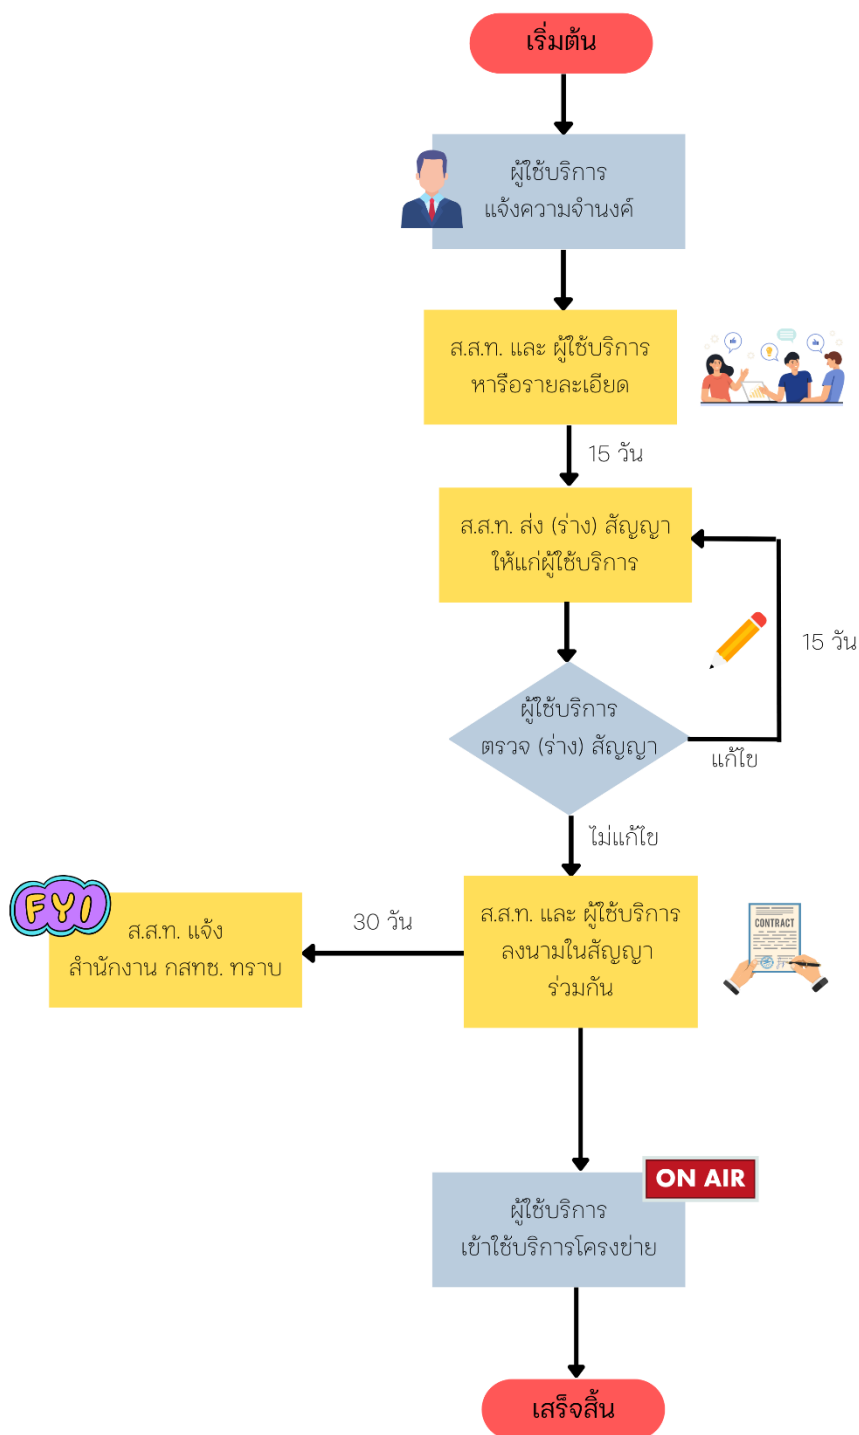 เริ่มต้น
ผู้ใช้บริการ
แจ้งความจำนงค์
ส.ส.ท. และ ผู้ใช้บริการ
หารือรายละเอียด
15 วัน
ส.ส.ท. ส่ง (ร่าง) สัญญา
ให้แก่ผู้ใช้บริการ
15 วัน
ผู้ใช้บริการ
ตรวจ (ร่าง) สัญญา
แก้ไข
ไม่แก้ไข
ส.ส.ท. และ ผู้ใช้บริการ
ลงนามในสัญญา
ร่วมกัน
CONTRACT
30 วัน
FYI
ส.ส.ท. แจ้ง
สำนักงาน กสทช. ทราบ
ON AIR
ผู้ใช้บริการ
เข้าใช้บริการโครงข่าย
เสร็จสิ้น